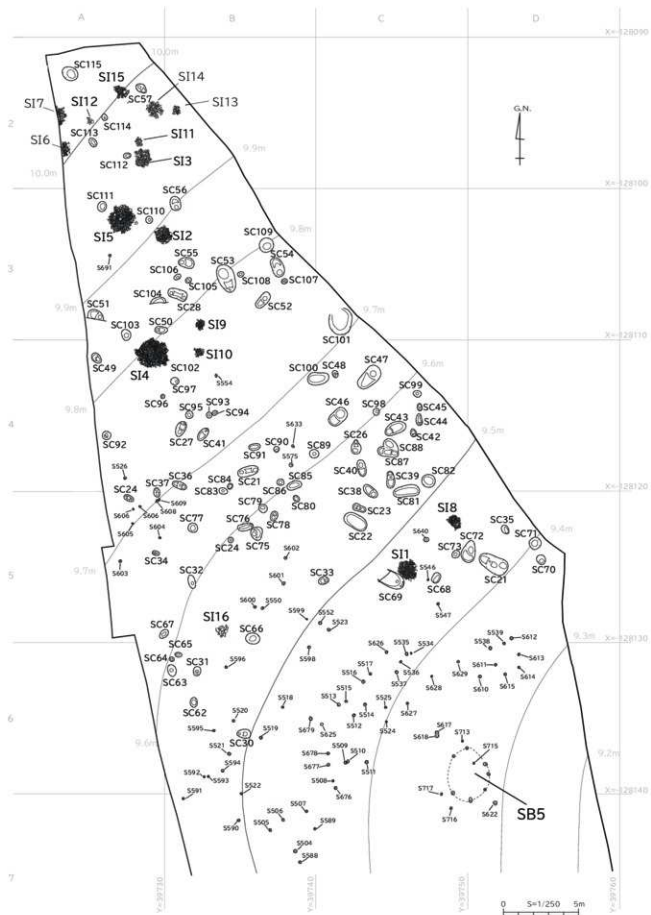 A B C D
X=-128090
10.0m
SC115
SI15
SI14
SC57
SI7
SI12
SI13
SC114
2
G.N.
SC113
SI11
SI6
SC112
SI3
9.9m
10.0m
X=-128100
SC56
SC111
SC110
SI5
SI2
SC109
9.8m
SC55
SC53
SC54
S691
SC106
3
SC105
SC108
SC107
SC104
SC28
SC52
9.9m
9.7m
SC51
SC50
SI9
SC103
SC101
X=-128110
SI10
SC49
SI4
SC102
SC100
SC48
SC47
9.6m
S554
SC97
SC99
9.8m
SC96
SC93
SC95
SC94
SC46
SC98
SC45
SC43
SC44
4
S633
SC26
SC42
SC92
SC27
SC41
SC90
SC89
SC88
9.5m
SC91
S575
SC87
S526
SC40
SC37
SC36
SC84
SC85
SC39
SC82
SC24
SC83
SC21
SC86
SC38
SC81
X=-128120
S609
SC80
S606
S606
S608
SC79
SC23
SI8
S605
SC77
SC76
SC78
SC22
SC35
9.4m
S604
SC24
SC75
S640
SC72
SC71
SC34
S602
SI1
SC73
9.7m
S603
SC32
SC33
SC21
SC70
5
S601
S546
SC69
SC68
S600
S550
S547
S599
S552
SI16
S523
SC67
SC66
S539
S612
9.3m
X=-128130
S538
SC65
S626
S535
S534
S598
S613
SC64
S596
S516
S517
S536
S629
S611
S614
SC31
S537
S628
S610
S615
SC63
S518
S515
S513
S525
S627
SC62
S520
S514
6
S512
S524
S595
S679
S625
S617
S519
S618
S713
9.6m
SC30
S521
S678
S509
S510
S715
9.2m
S594
S677
S511
S592
S593
S508
S522
S676
S717
X=-128140
S591
SB5
S507
S506
S716
S622
S590
S505
S589
S504
S588
7
Y=-39730
Y=-39740
Y=-39750
Y=-39760
0 S=1/250 5m